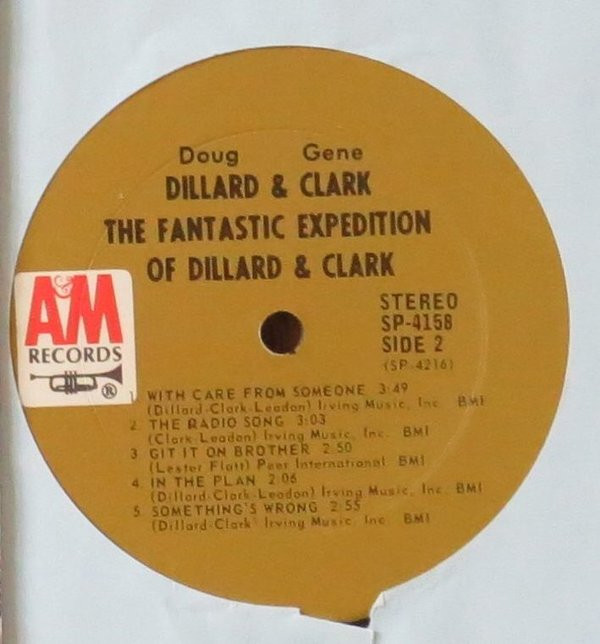 Doug Gene
DILLARD & CLARK
THE FANTASTIC EXPEDITION
OF DILLARD & CLARK
A&M
RECORDS
®
STEREO
SP-4158
SIDE 2
(SP-4216)
1. WITH CARE FROM SOMEONE 3:49
(Dillard-Clark-Leadon) Irving Music, Inc. BMI
2. THE RADIO SONG 3:03
(Clark-Leadon) Irving Music, Inc. BMI
3. GIT IT ON BROTHER 2:50
(Lester Flatt) Peer International BMI
4. IN THE PLAN 2:06
(Dillard-Clark-Leadon) Irving Music, Inc. BMI
5. SOMETHING'S WRONG 2:55
(Dillard-Clark) Irving Music, Inc. BMI